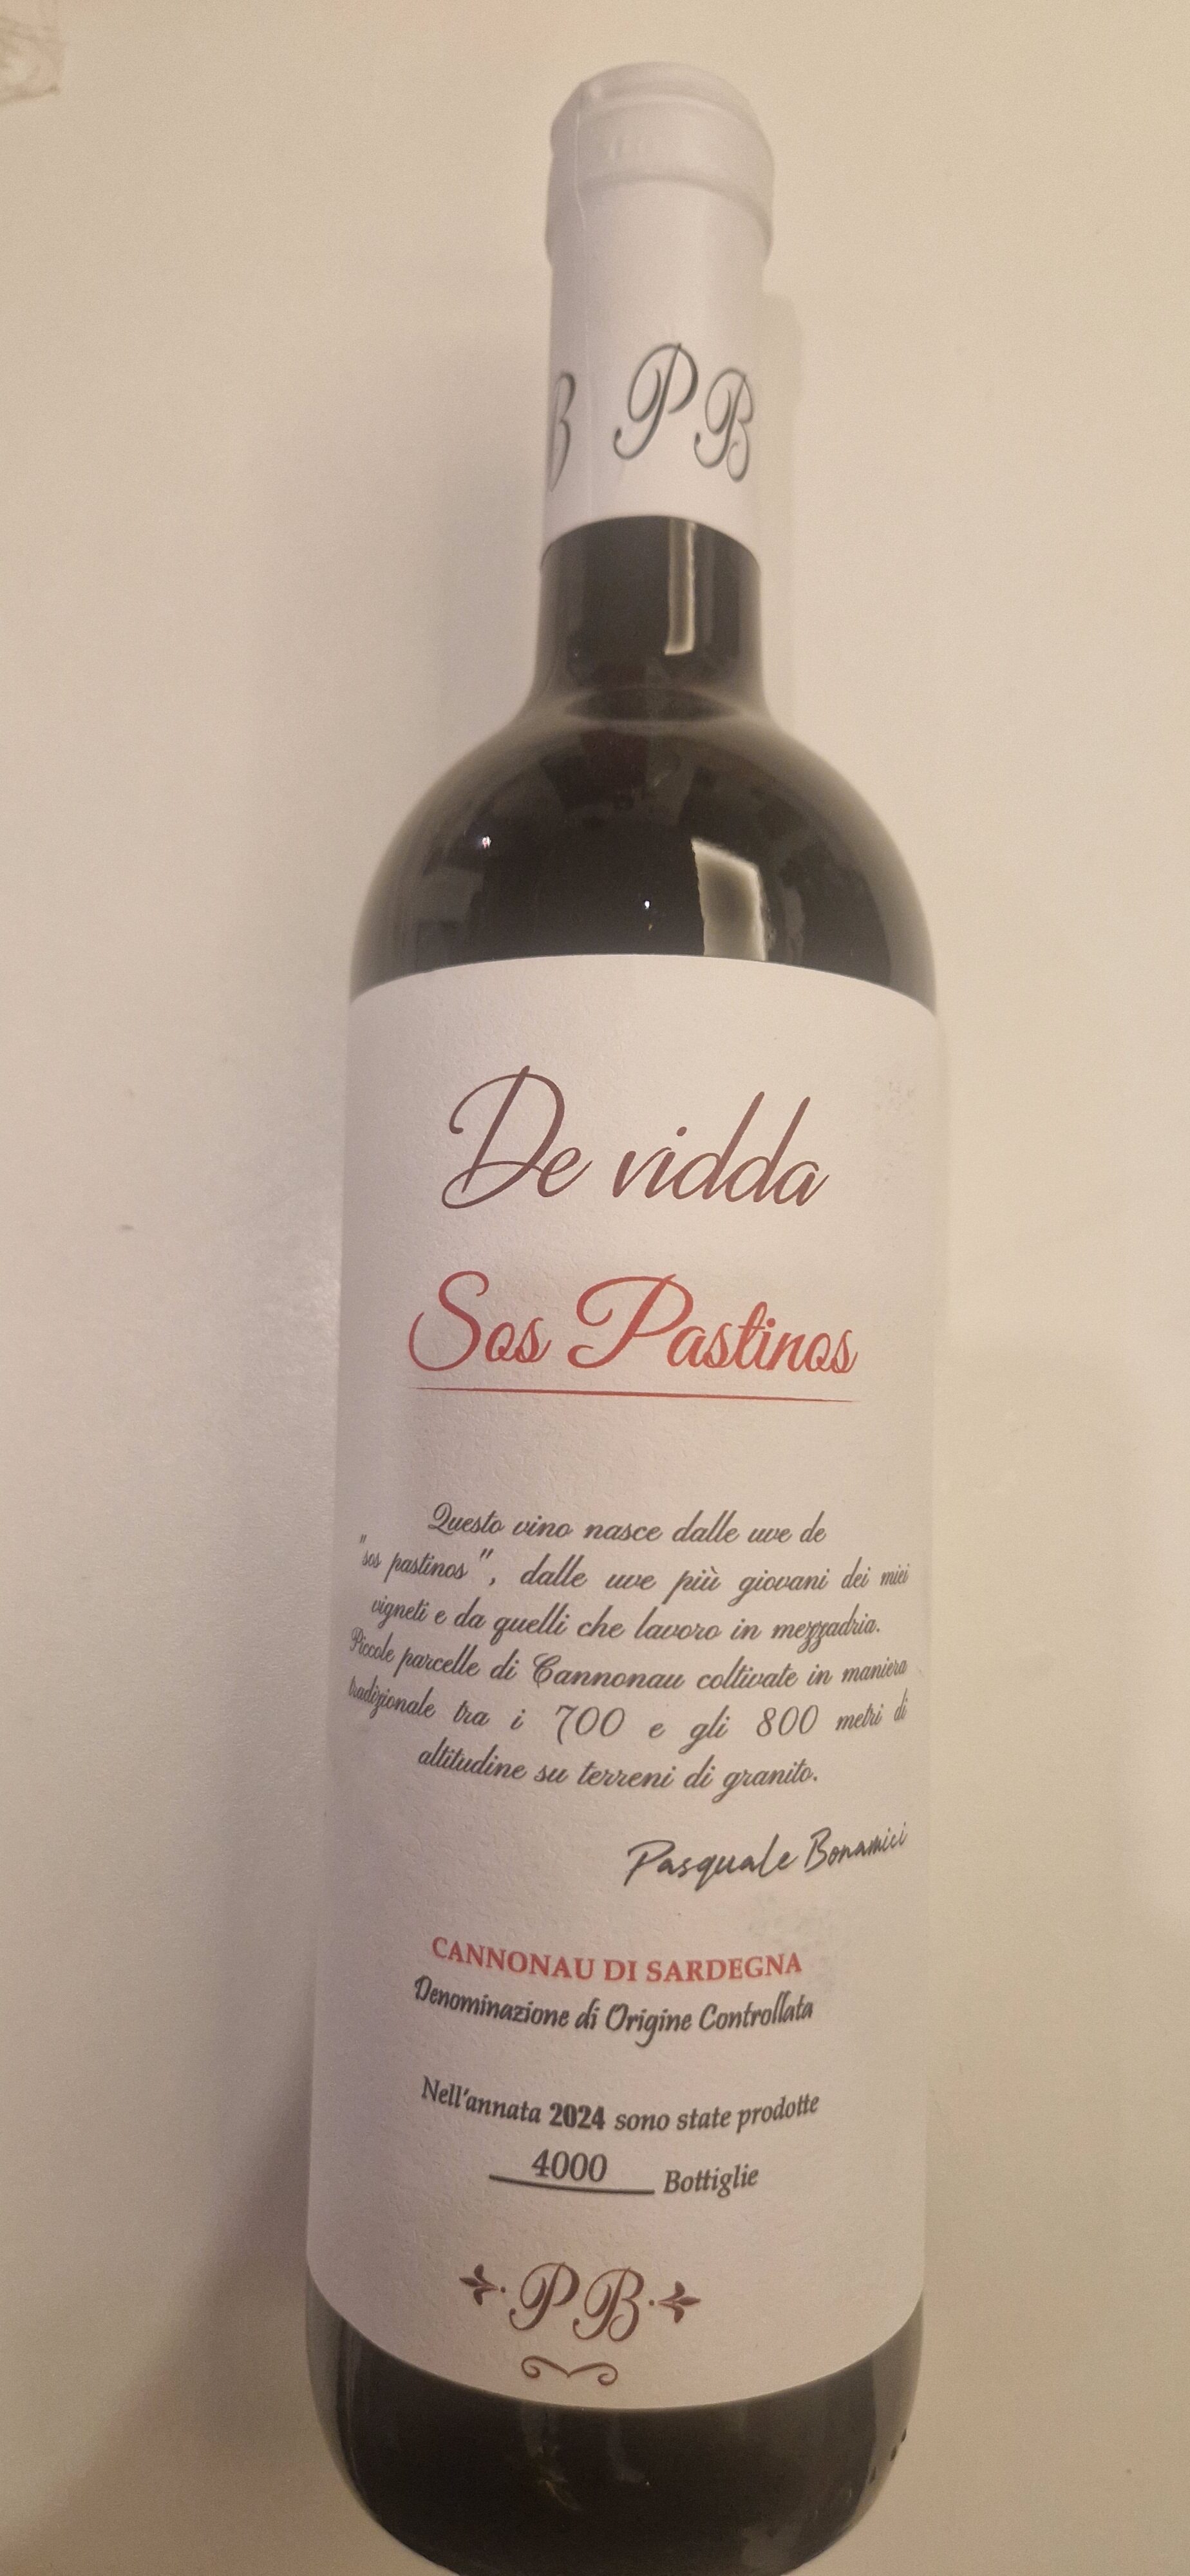 B PB
De vidda
Sos Pastinos
Questo vino nasce dalle uve de
"sos pastinos", dalle uve più giovani dei miei
vigneti e da quelli che lavoro in mezzadria.
Piccole parcelle di Cannonau coltivate in maniera
tradizionale tra i 700 e gli 800 metri di
altitudine su terreni di granito.
Pasquale Bonamici
CANNONAU DI SARDEGNA
Denominazione di Origine Controllata
Nell'annata 2024 sono state prodotte
4000 Bottiglie
PB